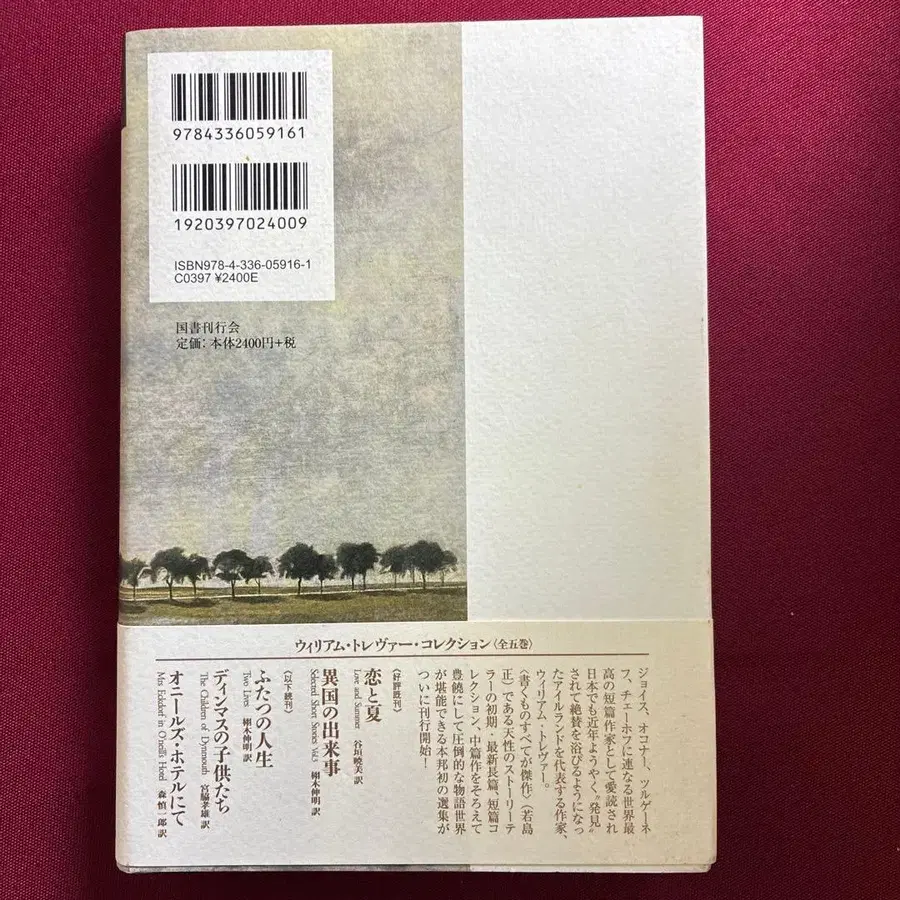 9784336059161
1920397024009
ISBN978-4-336-05916-1
C0397 ¥2400E
国書刊行会
定価：本体2400円+税
ウィリアム・トレヴァー・コレクション〈全五巻〉
ジョイス、オコナー、ツルゲーネ
フ、チェーホフに連なる世界最
高の短篇作家として愛読され
日本でも近年ようやく“発見”
されて絶賛を浴びるようになっ
たアイルランドを代表する作家、
ウィリアム・トレヴァー。
〈書くものすべてが傑作〉（若島
正）である天性のストーリーテ
ラーの初期・最新長篇、短篇コ
レクション、中篇作をそろえて
豊饒にして圧倒的な物語世界
が堪能できる本邦初の選集が
ついに刊行開始！
〈好評既刊〉
恋と夏 谷垣暁美 訳
Love and Summer
異国の出来事 栩木伸明 訳
Selected Short Stories Vol.3
〈以下続刊〉
ふたつの人生 栩木伸明 訳
Two Lives
ディンマスの子供たち 宮脇孝雄 訳
The Children of Dynmouth
オニールズ・ホテルにて 森慎一郎 訳
Mrs Eckdorf in O'Neill's Hotel